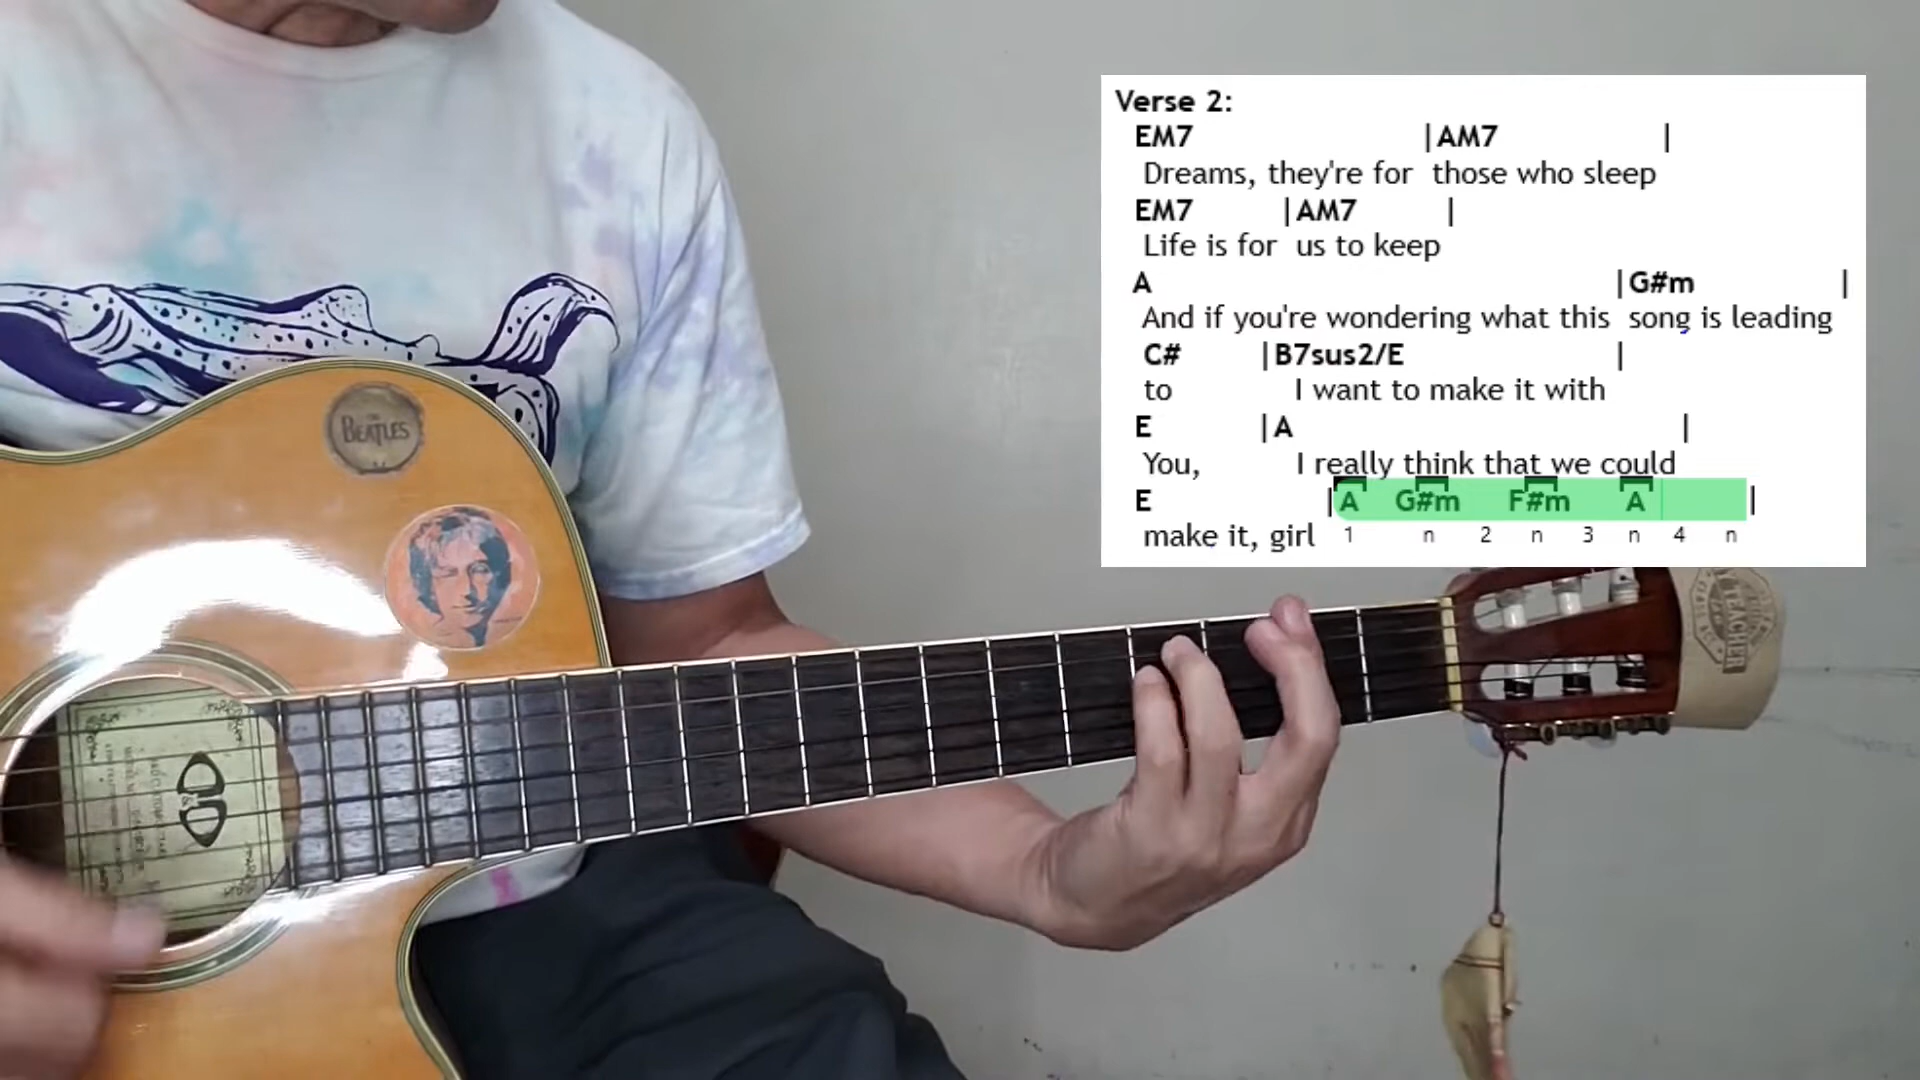 Verse 2:
EM7 |AM7 |
Dreams, they're for those who sleep
EM7 |AM7 |
Life is for us to keep
A |G#m |
And if you're wondering what this song is leading
C# |B7sus2/E |
to I want to make it with
E |A |
You, I really think that we could
E |A G#m F#m A |
make it, girl 1 n 2 n 3 n 4 n
THE
BEATLES
TEACHER